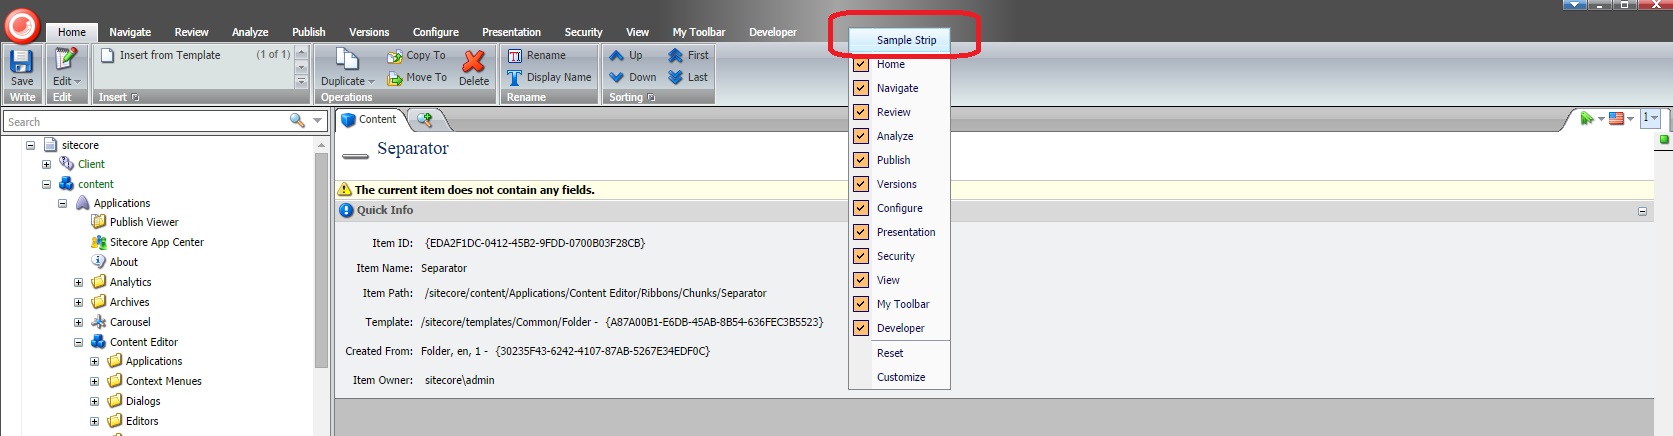 Home Navigate Review Analyze Publish Versions Configure Presentation Security View My Toolbar Developer
Save
Write
Edit
Edit
Insert from Template (1 of 1)
Insert
Duplicate
Copy To
Move To
Delete
Operations
Rename
Display Name
Rename
Up First
Down Last
Sorting
Sample Strip
Home
Navigate
Review
Analyze
Publish
Versions
Configure
Presentation
Security
View
My Toolbar
Developer
Reset
Customize
Search
sitecore
Client
content
Applications
Publish Viewer
Sitecore App Center
About
Analytics
Archives
Carousel
Content Editor
Applications
Context Menues
Dialogs
Editors
Content
1
Separator
The current item does not contain any fields.
Quick Info
Item ID: {EDA2F1DC-0412-45B2-9FDD-0700B03F28CB}
Item Name: Separator
Item Path: /sitecore/content/Applications/Content Editor/Ribbons/Chunks/Separator
Template: /sitecore/templates/Common/Folder - {A87A00B1-E6DB-45AB-8B54-636FEC3B5523}
Created From: Folder, en, 1 - {30235F43-6242-4107-87AB-5267E34EDF0C}
Item Owner: sitecore\admin